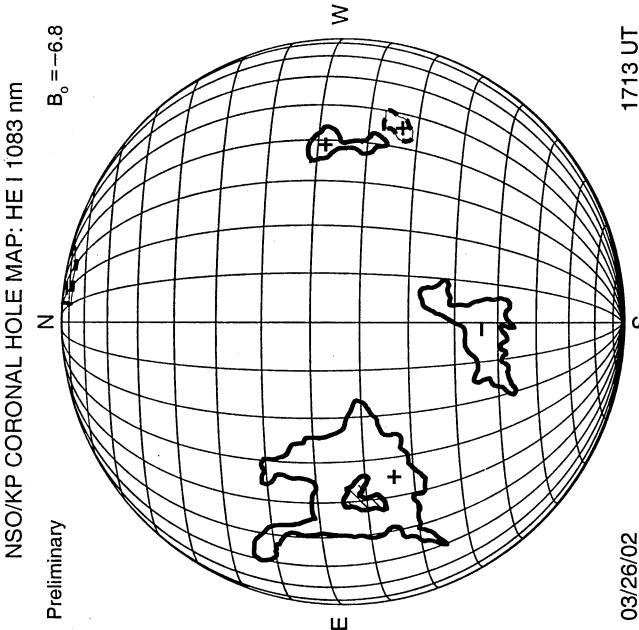 NSO/KP CORONAL HOLE MAP: HE I 1083 nm
Preliminary
N
B₀ =−6.8
E
W
+
+
+
−
03/26/02
S
1713 UT